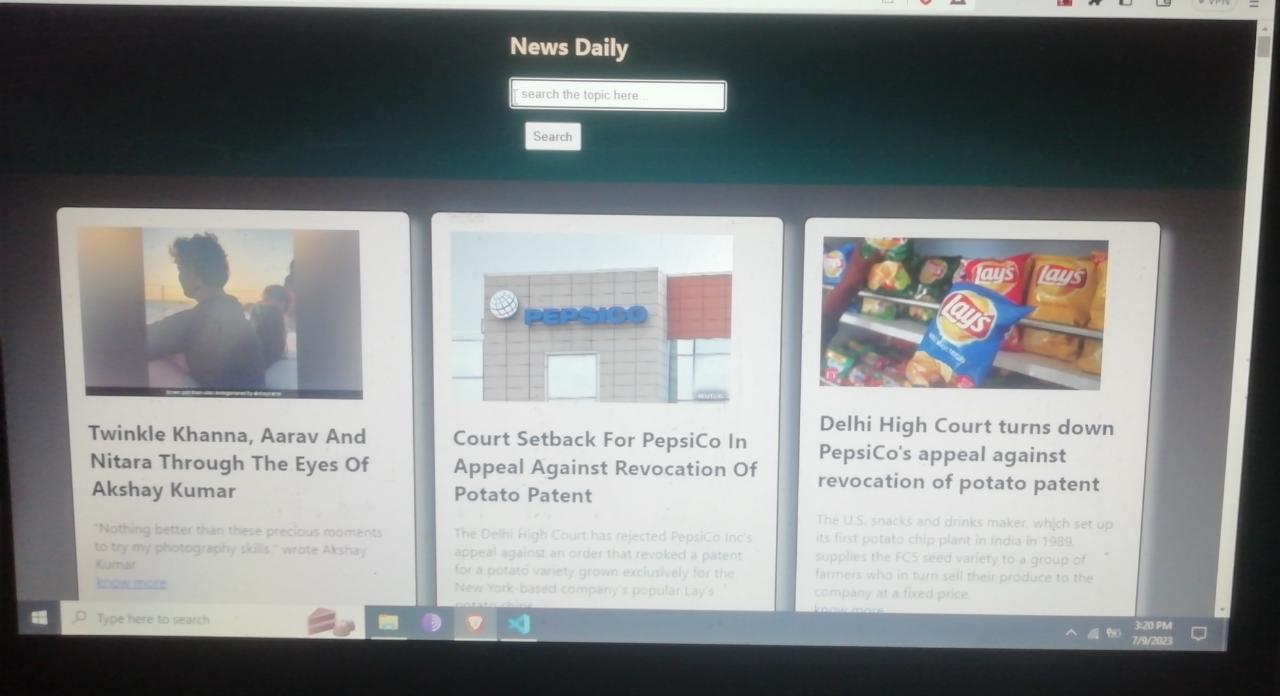 VPN
News Daily
search the topic here...
Search
PEPSICO
Lay's
Lay's
Lay's
ET
Twinkle Khanna, Aarav And
Nitara Through The Eyes Of
Akshay Kumar
"Nothing better than these precious moments
to try my photography skills," wrote Akshay
Kumar
know more
Court Setback For PepsiCo In
Appeal Against Revocation Of
Potato Patent
The Delhi High Court has rejected PepsiCo Inc's
appeal against an order that revoked a patent
for a potato variety grown exclusively for the
New York-based company's popular Lay's
potato chips.
Delhi High Court turns down
PepsiCo's appeal against
revocation of potato patent
The U.S. snacks and drinks maker, which set up
its first potato chip plant in India in 1989,
supplies the FC5 seed variety to a group of
farmers who in turn sell their produce to the
company at a fixed price.
know more
Type here to search
3:20 PM
7/9/2023